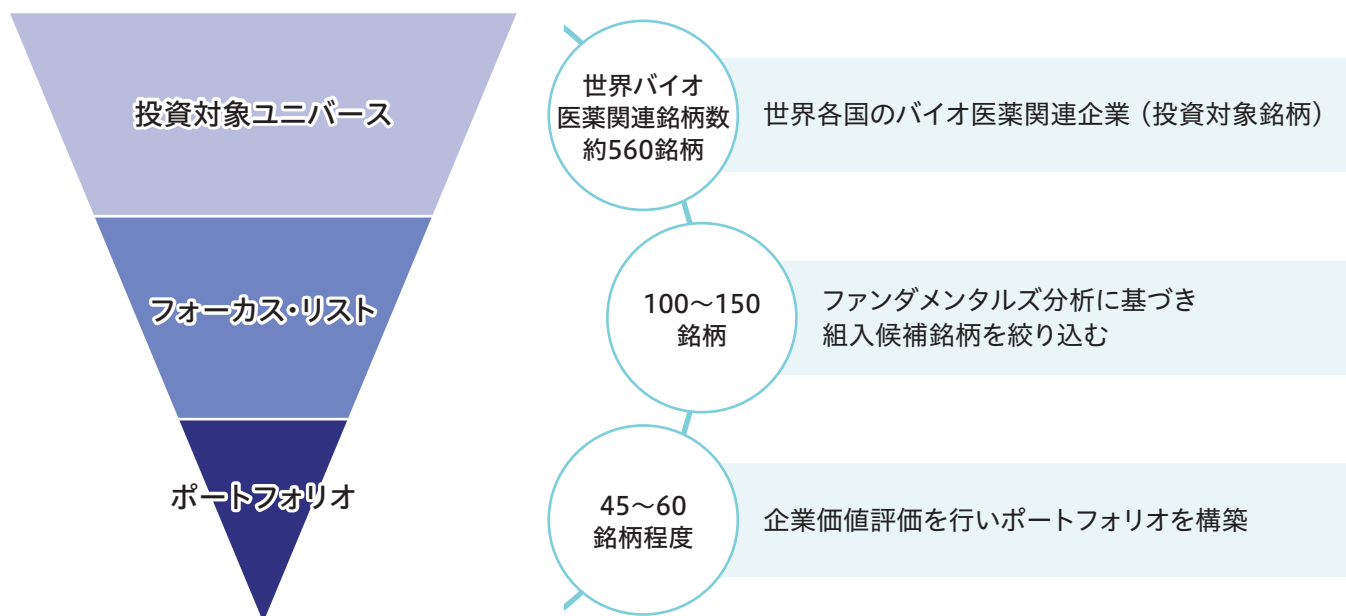 投資対象ユニバース
世界バイオ
医薬関連銘柄数
約560銘柄
世界各国のバイオ医薬関連企業（投資対象銘柄）
フォーカス・リスト
100～150
銘柄
ファンダメンタルズ分析に基づき
組入候補銘柄を絞り込む
ポートフォリオ
45～60
銘柄程度
企業価値評価を行いポートフォリオを構築